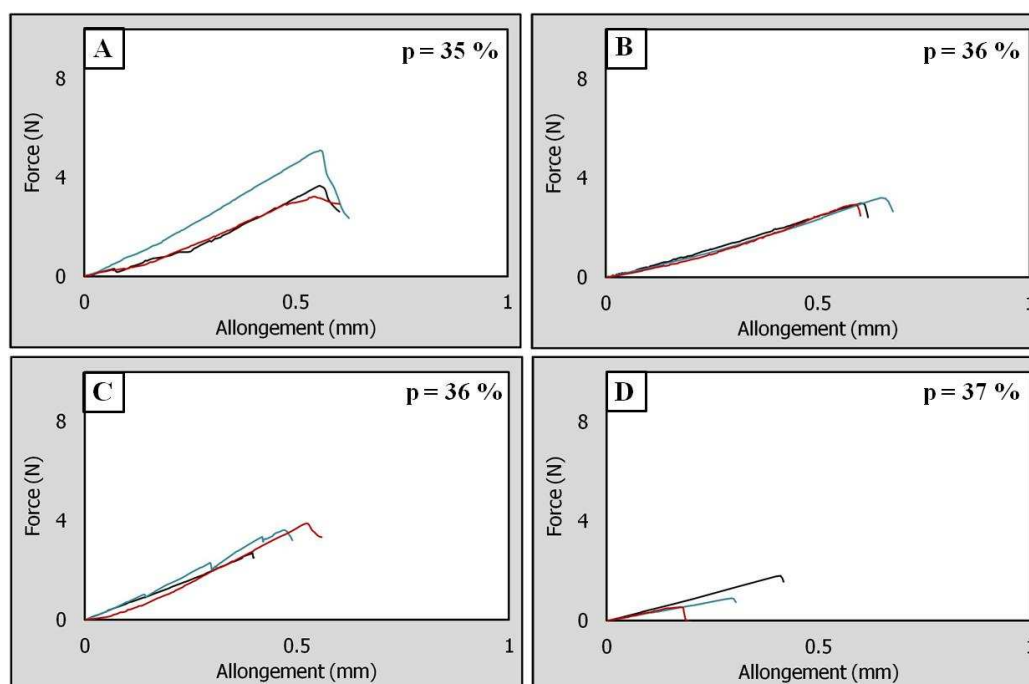 A
p = 35 %
8
4
0
Force (N)
0
0.5
1
Allongement (mm)
B
p = 36 %
8
4
0
Force (N)
0
0.5
1
Allongement (mm)
C
p = 36 %
8
4
0
Force (N)
0
0.5
1
Allongement (mm)
D
p = 37 %
8
4
0
Force (N)
0
0.5
1
Allongement (mm)